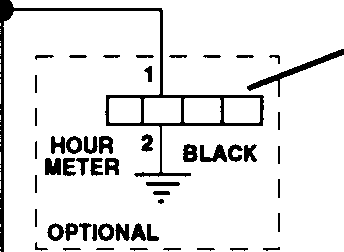 1
HOUR
METER
2
BLACK
OPTIONAL